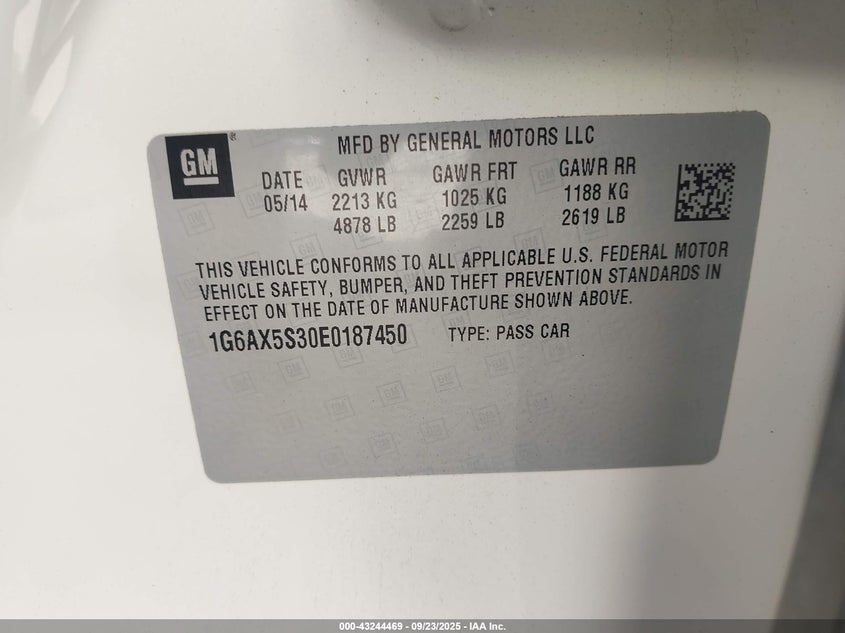 GM
MFD BY GENERAL MOTORS LLC
DATE GVWR GAWR FRT GAWR RR
05/14 2213 KG 1025 KG 1188 KG
4878 LB 2259 LB 2619 LB
THIS VEHICLE CONFORMS TO ALL APPLICABLE U.S. FEDERAL MOTOR
VEHICLE SAFETY, BUMPER, AND THEFT PREVENTION STANDARDS IN
EFFECT ON THE DATE OF MANUFACTURE SHOWN ABOVE.
1G6AX5S30E0187450 TYPE: PASS CAR
000-43244469 - 09/23/2025 - IAA Inc.